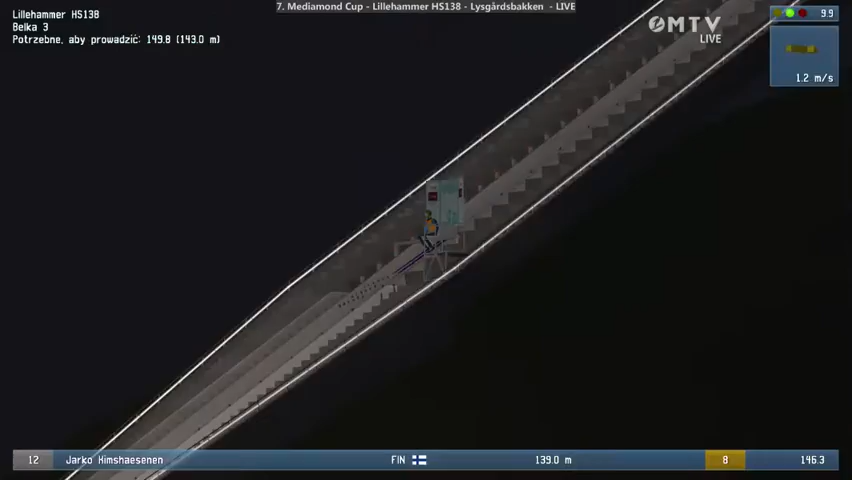 7. Mediamond Cup - Lillehammer HS138 - Lysgårdsbakken - LIVE
Lillehammer HS138
Belka 3
Potrzebne, aby prowadzić: 149.8 (143.0 m)
MTV
LIVE
9.9
1.2 m/s
12 Jarko Kimshaesenen FIN 139.0 m 8 146.3